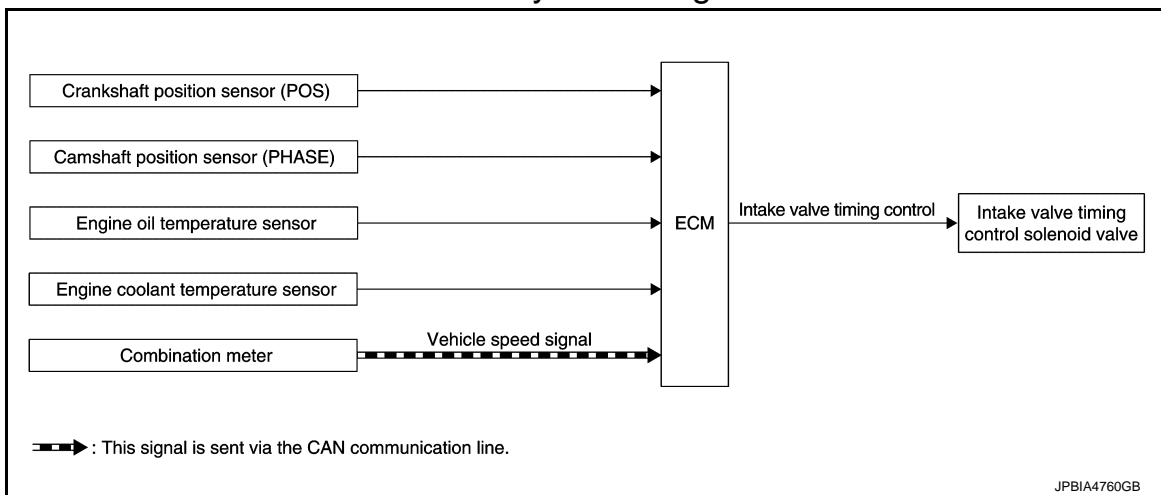 Crankshaft position sensor (POS)
Camshaft position sensor (PHASE)
Engine oil temperature sensor
Engine coolant temperature sensor
Combination meter
Vehicle speed signal
ECM
Intake valve timing control
Intake valve timing
control solenoid valve
: This signal is sent via the CAN communication line.
JPBIA4760GB